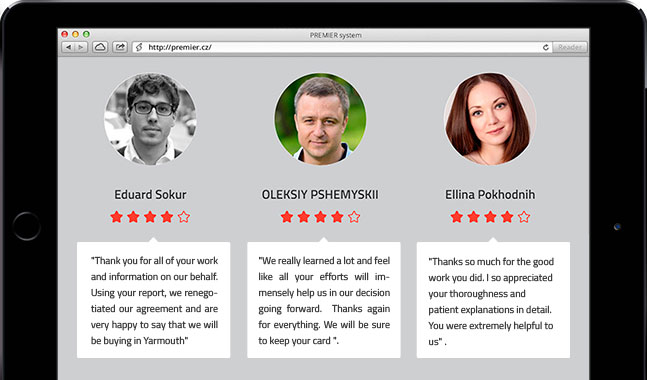 PREMIER system
http://premier.cz/
Reader
Eduard Sokur
OLEKSIY PSHEMYSKII
Ellina Pokhodnih
"Thank you for all of your work
and information on our behalf.
Using your report, we renego-
tiated our agreement and are
very happy to say that we will
be buying in Yarmouth"
"We really learned a lot and feel
like all your efforts will im-
mensely help us in our decision
going forward. Thanks again
for everything. We will be sure
to keep your card ".
"Thanks so much for the good
work you did. I so appreciated
your thoroughness and
patient explanations in detail.
You were extremely helpful to
us" .